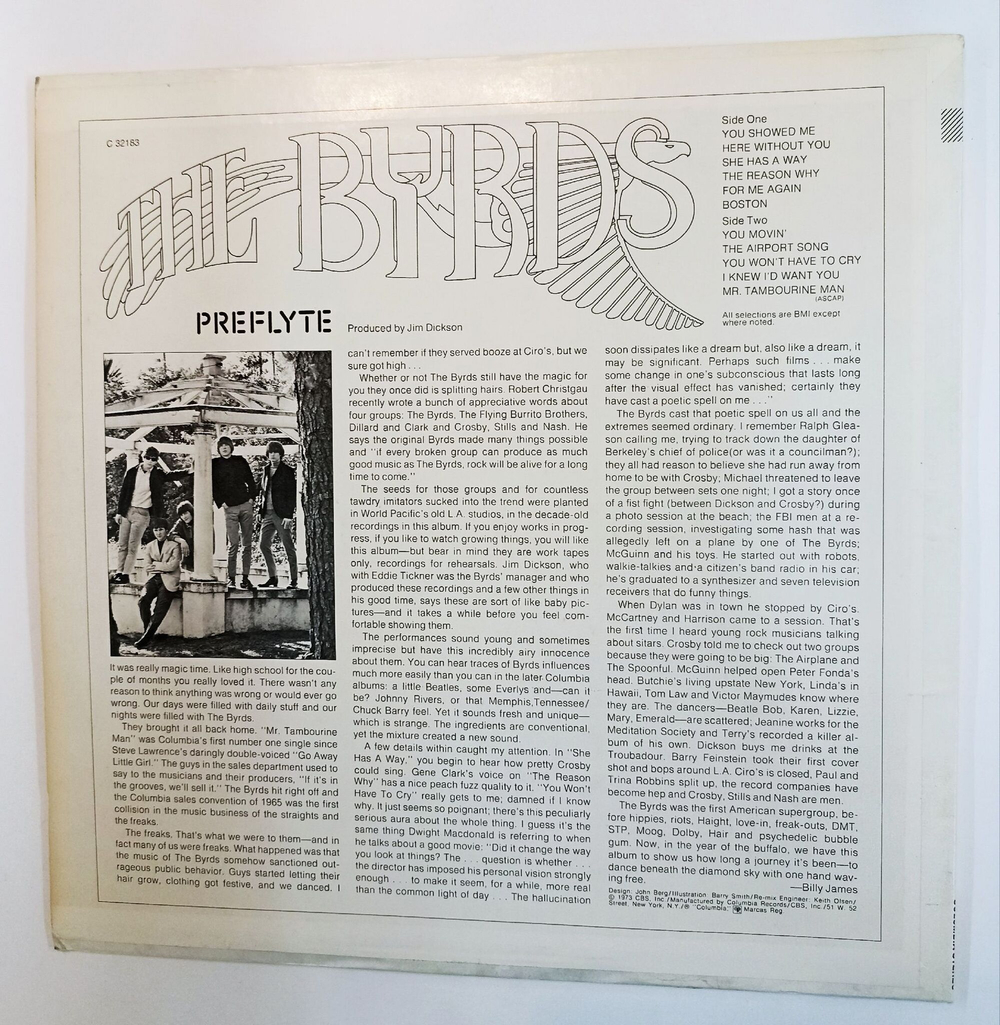 C 32183
THE BYRDS
PREFLYTE
Produced by Jim Dickson
Side One
YOU SHOWED ME
HERE WITHOUT YOU
SHE HAS A WAY
THE REASON WHY
FOR ME AGAIN
BOSTON
Side Two
YOU MOVIN'
THE AIRPORT SONG
YOU WON'T HAVE TO CRY
I KNEW I'D WANT YOU
MR. TAMBOURINE MAN
(ASCAP)
All selections are BMI except
where noted.
It was really magic time. Like high school for the cou-
ple of months you really loved it. There wasn't any
reason to think anything was wrong or would ever go
wrong. Our days were filled with daily stuff and our
nights were filled with The Byrds.
They brought it all back home. "Mr. Tambourine
Man" was Columbia's first number one single since
Steve Lawrence's daringly double-voiced "Go Away
Little Girl." The guys in the sales department used to
say to the musicians and their producers, "If it's in
the grooves, we'll sell it." The Byrds hit right off and
the Columbia sales convention of 1965 was the first
collision in the music business of the straights and
the freaks.
The freaks. That's what we were to them—and in
fact many of us were freaks. What happened was that
the music of The Byrds somehow sanctioned out-
rageous public behavior. Guys started letting their
hair grow, clothing got festive, and we danced. I
can't remember if they served booze at Ciro's, but we
sure got high . . .
Whether or not The Byrds still have the magic for
you they once did is splitting hairs. Robert Christgau
recently wrote a bunch of appreciative words about
four groups: The Byrds, The Flying Burrito Brothers,
Dillard and Clark and Crosby, Stills and Nash. He
says the original Byrds made many things possible
and "if every broken group can produce as much
good music as The Byrds, rock will be alive for a long
time to come."
The seeds for those groups and for countless
tawdry imitators sucked into the trend were planted
in World Pacific's old L.A. studios, in the decade-old
recordings in this album. If you enjoy works in prog-
ress, if you like to watch growing things, you will like
this album—but bear in mind they are work tapes
only, recordings for rehearsals. Jim Dickson, who
with Eddie Tickner was the Byrds' manager and who
produced these recordings and a few other things in
his good time, says these are sort of like baby pic-
tures—and it takes a while before you feel com-
fortable showing them.
The performances sound young and sometimes
imprecise but have this incredibly airy innocence
about them. You can hear traces of Byrds influences
much more easily than you can in the later Columbia
albums: a little Beatles, some Everlys and—can it
be? Johnny Rivers, or that Memphis,Tennessee/
Chuck Barry feel. Yet it sounds fresh and unique—
which is strange. The ingredients are conventional,
yet the mixture created a new sound.
A few details within caught my attention. In "She
Has A Way," you begin to hear how pretty Crosby
could sing. Gene Clark's voice on "The Reason
Why" has a nice peach fuzz quality to it. "You Won't
Have To Cry" really gets to me; damned if I know
why. It just seems so poignant; there's this peculiarly
serious aura about the whole thing. I guess it's the
same thing Dwight Macdonald is referring to when
he talks about a good movie: "Did it change the way
you look at things? The . . . question is whether . . .
the director has imposed his personal vision strongly
enough . . . to make it seem, for a while, more real
than the common light of day . . . The hallucination
soon dissipates like a dream but, also like a dream, it
may be significant. Perhaps such films . . . make
some change in one's subconscious that lasts long
after the visual effect has vanished; certainly they
have cast a poetic spell on me . . ."
The Byrds cast that poetic spell on us all and the
extremes seemed ordinary. I remember Ralph Glea-
son calling me, trying to track down the daughter of
Berkeley's chief of police(or was it a councilman?);
they all had reason to believe she had run away from
home to be with Crosby; Michael threatened to leave
the group between sets one night; I got a story once
of a fist fight (between Dickson and Crosby?) during
a photo session at the beach; the FBI men at a re-
cording session, investigating some hash that was
allegedly left on a plane by one of The Byrds;
McGuinn and his toys. He started out with robots,
walkie-talkies and a citizen's band radio in his car;
he's graduated to a synthesizer and seven television
receivers that do funny things.
When Dylan was in town he stopped by Ciro's.
McCartney and Harrison came to a session. That's
the first time I heard young rock musicians talking
about sitars. Crosby told me to check out two groups
because they were going to be big: The Airplane and
The Spoonful. McGuinn helped open Peter Fonda's
head. Butchie's living upstate New York, Linda's in
Hawaii, Tom Law and Victor Maymudes know where
they are. The dancers—Beatle Bob, Karen, Lizzie,
Mary, Emerald—are scattered; Jeanine works for the
Meditation Society and Terry's recorded a killer al-
bum of his own. Dickson buys me drinks at the
Troubadour. Barry Feinstein took their first cover
shot and bops around L.A. Ciro's is closed, Paul and
Trina Robbins split up, the record companies have
become hep and Crosby, Stills and Nash are men.
The Byrds was the first American supergroup, be-
fore hippies, riots, Haight, love-in, freak-outs, DMT,
STP, Moog, Dolby, Hair and psychedelic bubble
gum. Now, in the year of the buffalo, we have this
album to show us how long a journey it's been—to
dance beneath the diamond sky with one hand wav-
ing free.
—Billy James
Design: John Berg/Illustration: Barry Smith/Re-mix Engineer: Keith Olsen/
© 1973 CBS, Inc./Manufactured by Columbia Records/CBS, Inc./51 W. 52
Street, New York, N.Y./® "Columbia," Marcas Reg.